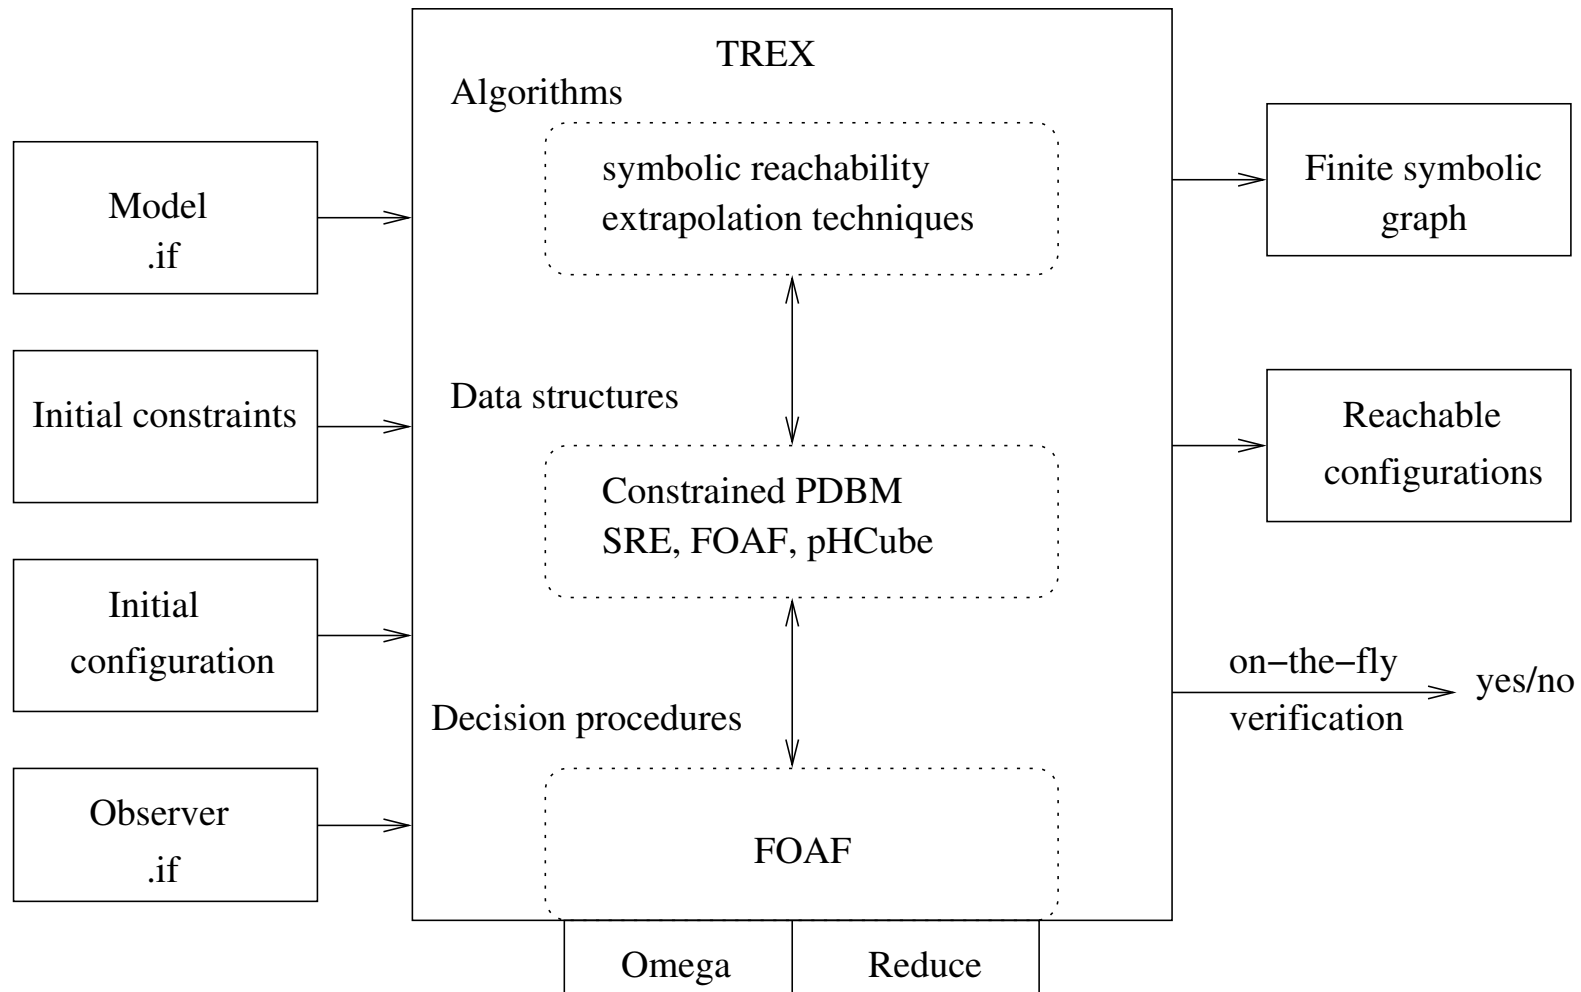 TREX
Algorithms
symbolic reachability
extrapolation techniques
Data structures
Constrained PDBM
SRE, FOAF, pHCube
Decision procedures
FOAF
Omega
Reduce
Model
.if
Initial constraints
Initial
configuration
Observer
.if
Finite symbolic
graph
Reachable
configurations
on−the−fly
verification
yes/no